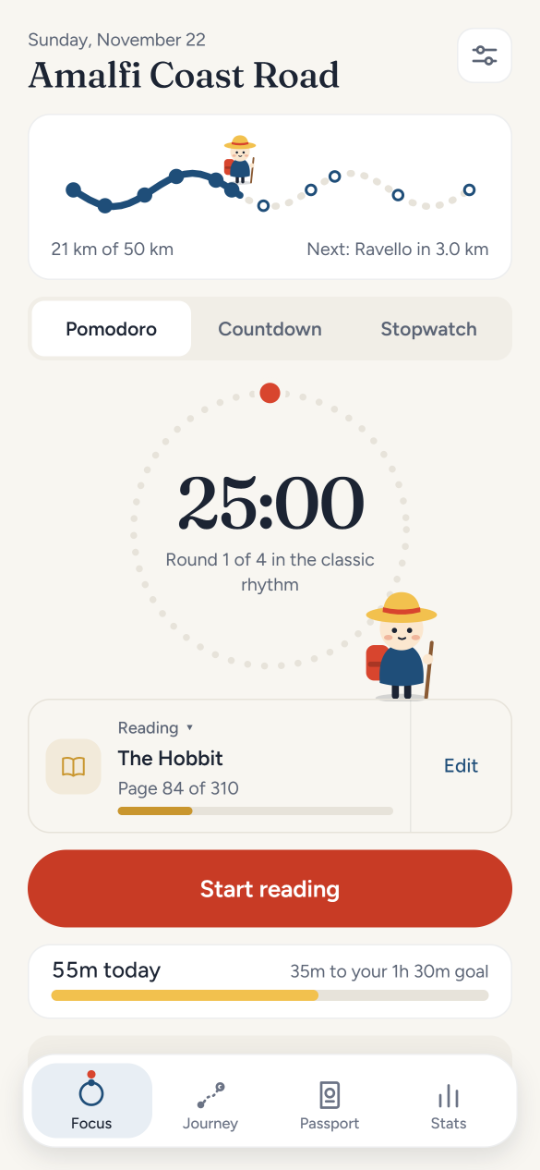 Sunday, November 22
Amalfi Coast Road
21 km of 50 km
Next: Ravello in 3.0 km
Pomodoro
Countdown
Stopwatch
25:00
Round 1 of 4 in the classic
rhythm
Reading ▾
The Hobbit
Page 84 of 310
Edit
Start reading
55m today
35m to your 1h 30m goal
Focus
Journey
Passport
Stats